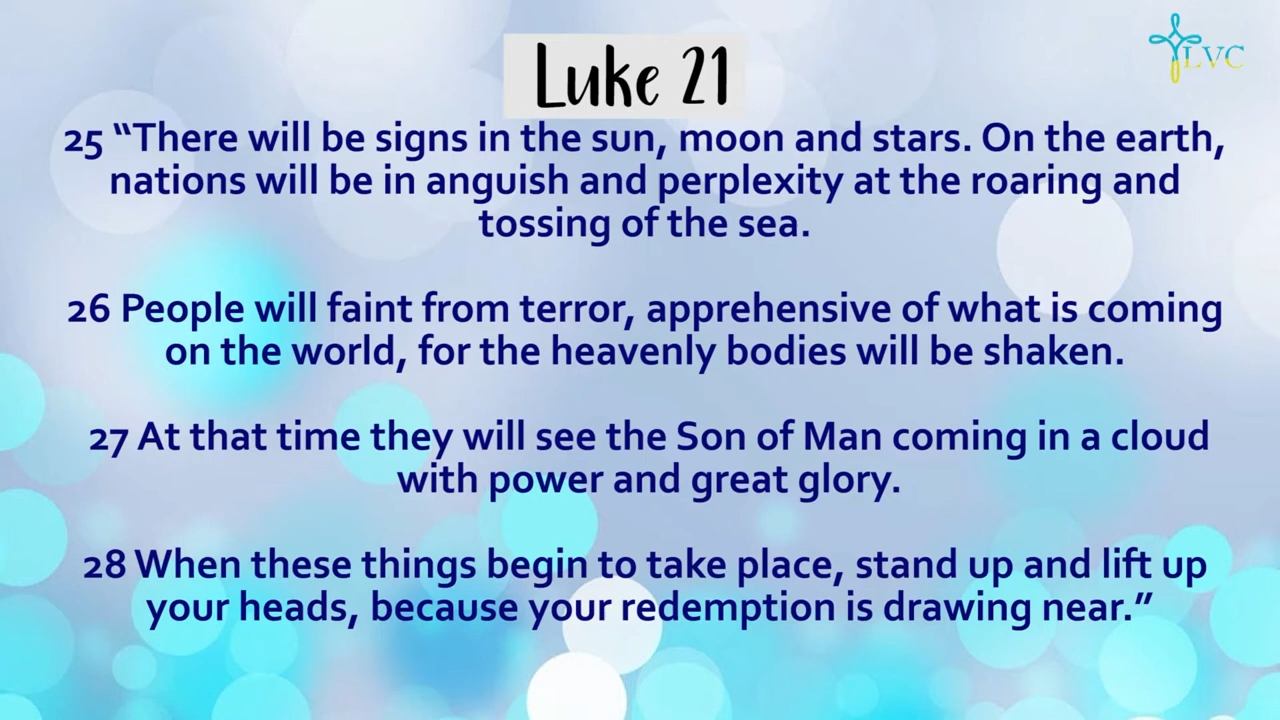 Luke 21
LVC
25 “There will be signs in the sun, moon and stars. On the earth,
nations will be in anguish and perplexity at the roaring and
tossing of the sea.
26 People will faint from terror, apprehensive of what is coming
on the world, for the heavenly bodies will be shaken.
27 At that time they will see the Son of Man coming in a cloud
with power and great glory.
28 When these things begin to take place, stand up and lift up
your heads, because your redemption is drawing near.”